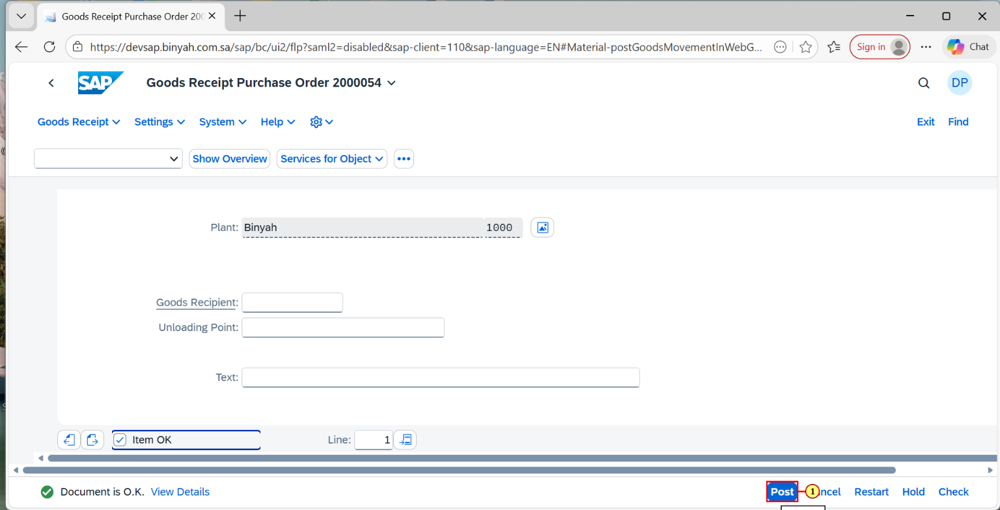 Goods Receipt Purchase Order 200
https://devsap.binyah.com.sa/sap/bc/ui2/flp?saml2=disabled&sap-client=110&sap-language=EN#Material-postGoodsMovementInWebG...
Sign in
Chat
SAP
Goods Receipt Purchase Order 2000054
DP
Goods Receipt
Settings
System
Help
Exit
Find
Show Overview
Services for Object
Plant: Binyah 1000
Goods Recipient:
Unloading Point:
Text:
Item OK
Line: 1
Document is O.K. View Details
Post
1
ncel
Restart
Hold
Check